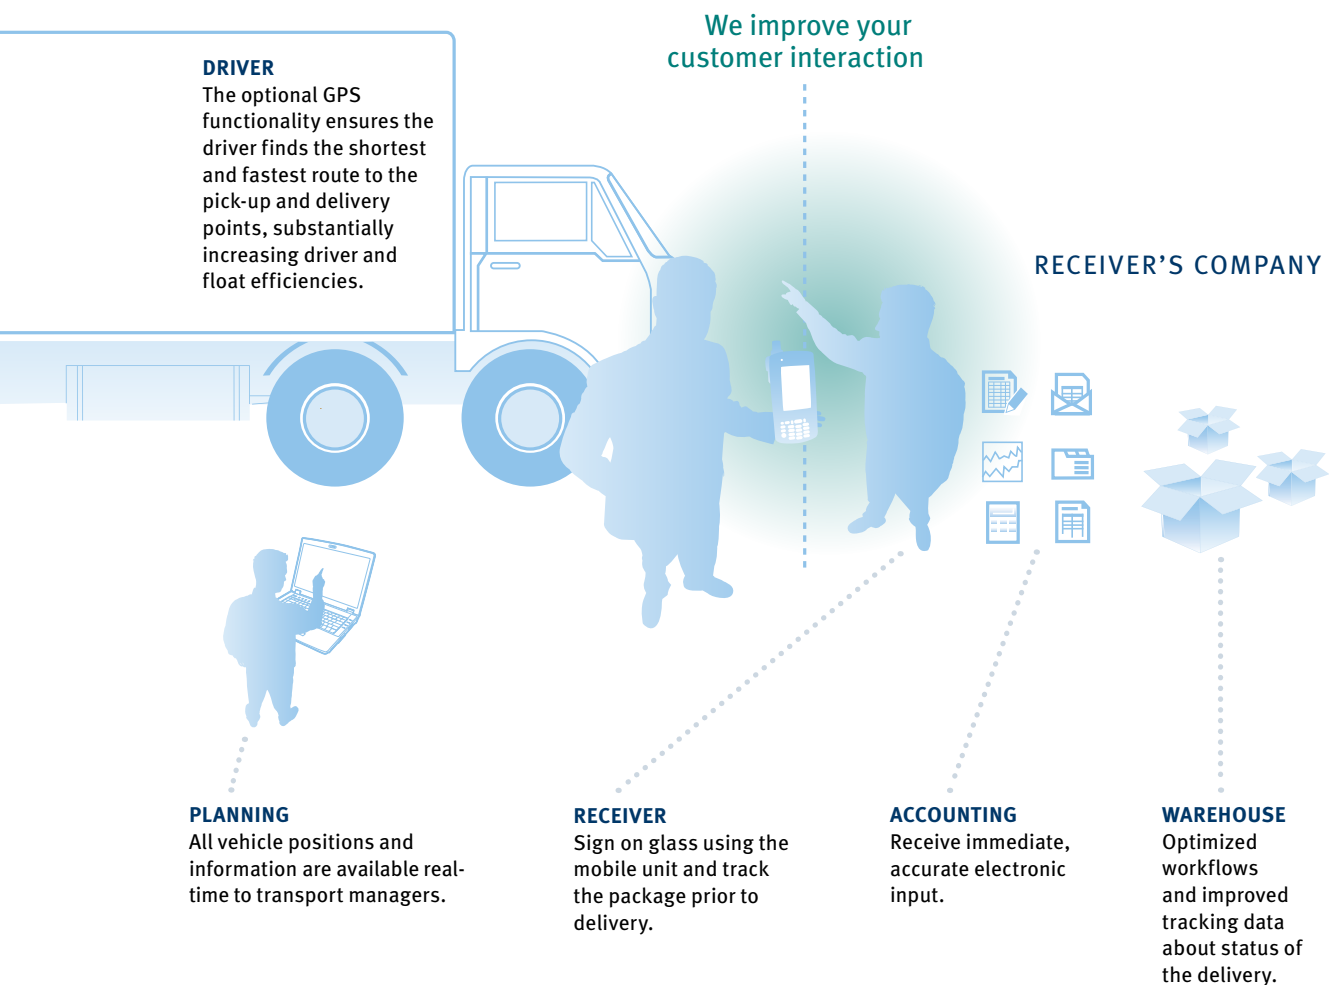 We improve your
customer interaction
DRIVER
The optional GPS
functionality ensures the
driver finds the shortest
and fastest route to the
pick-up and delivery
points, substantially
increasing driver and
float efficiencies.
RECEIVER’S COMPANY
PLANNING
All vehicle positions and
information are available real-
time to transport managers.
RECEIVER
Sign on glass using the
mobile unit and track
the package prior to
delivery.
ACCOUNTING
Receive immediate,
accurate electronic
input.
WAREHOUSE
Optimized
workflows
and improved
tracking data
about status of
the delivery.